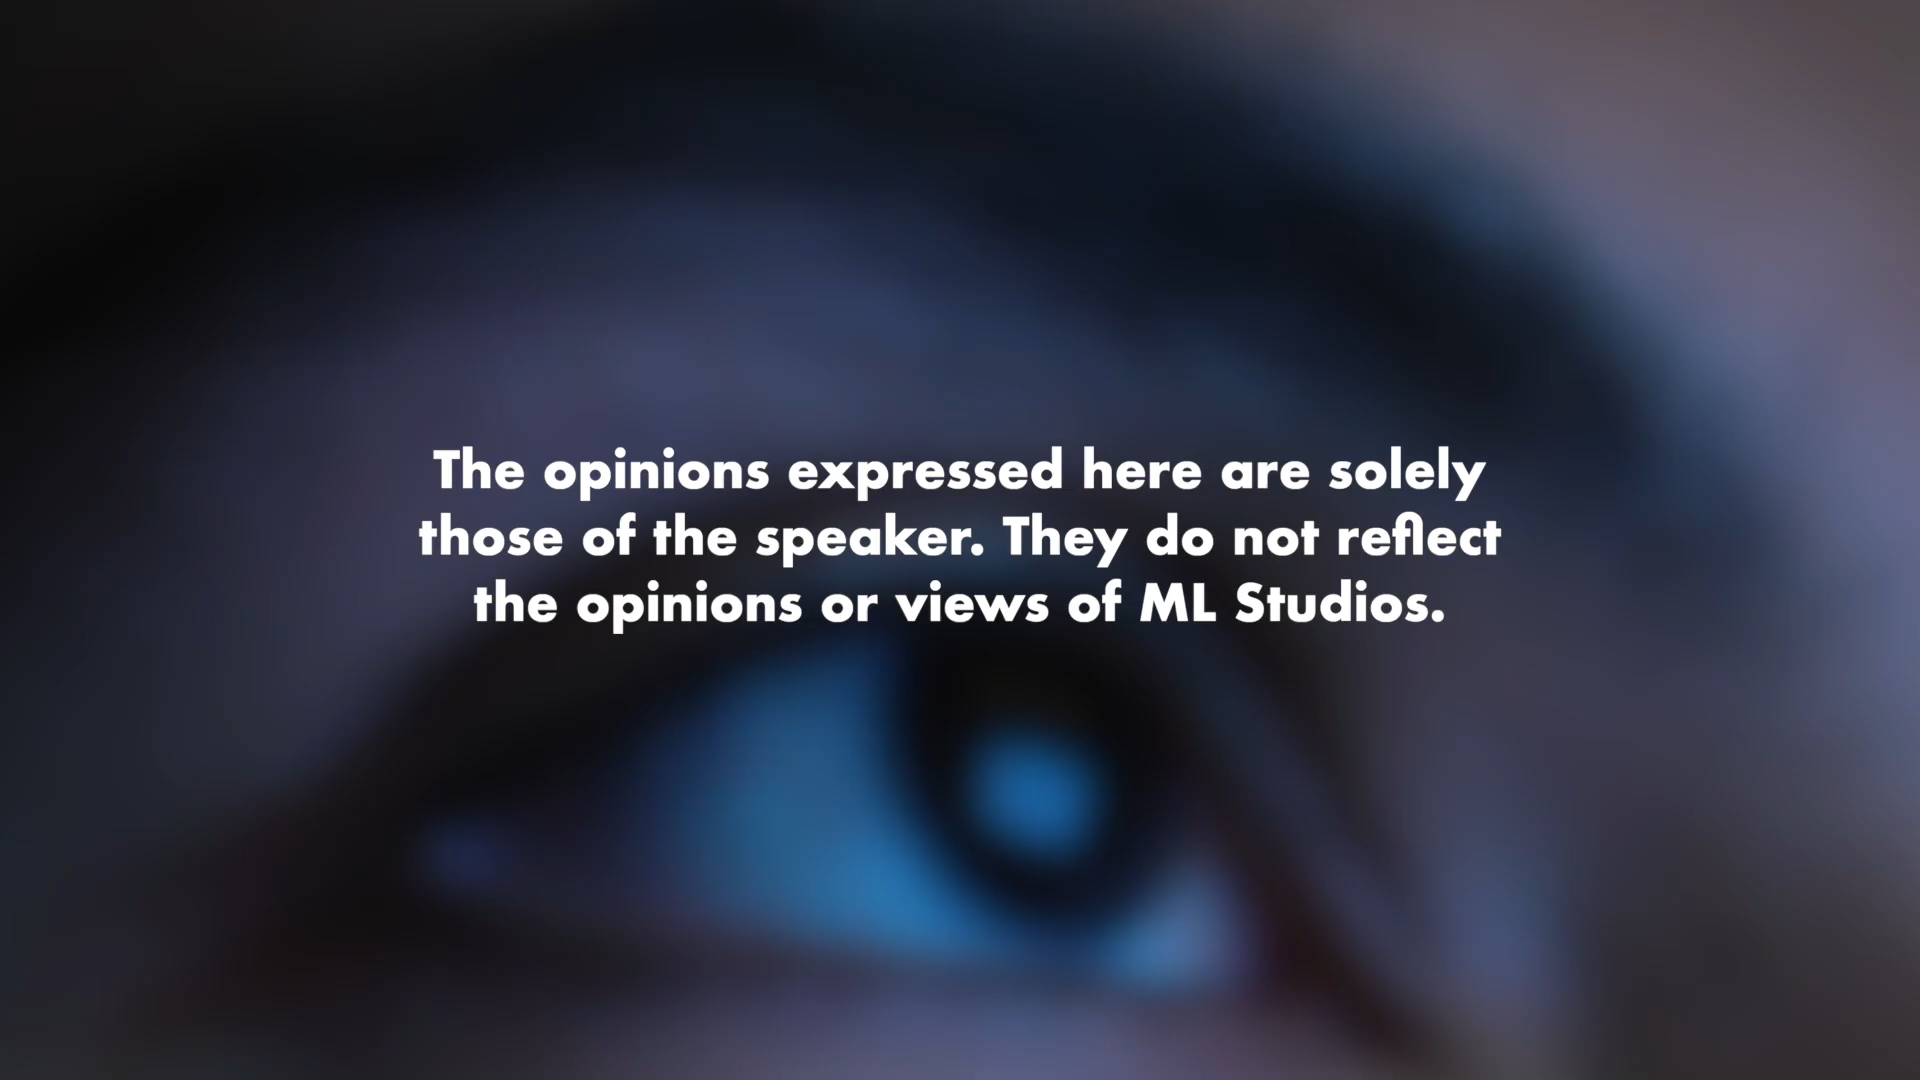 The opinions expressed here are solely
those of the speaker. They do not reflect
the opinions or views of ML Studios.